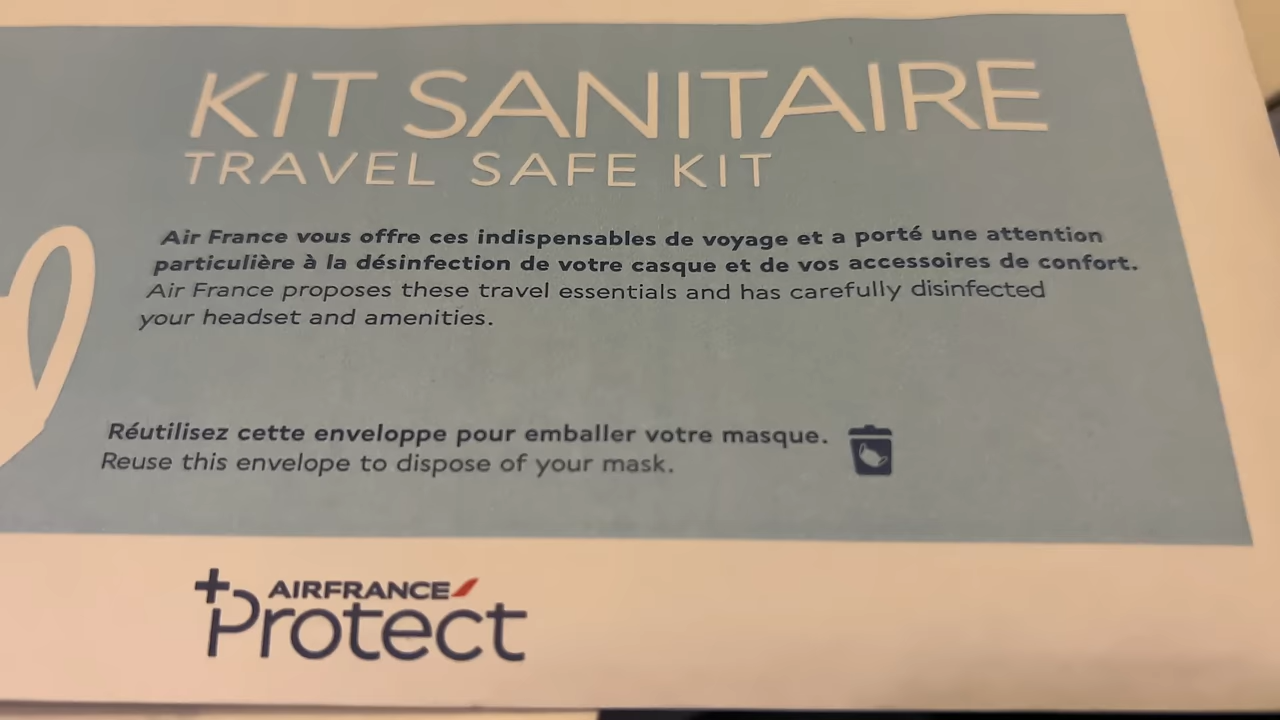 KIT SANITAIRE
TRAVEL SAFE KIT
Air France vous offre ces indispensables de voyage et a porté une attention
particulière à la désinfection de votre casque et de vos accessoires de confort.
Air France proposes these travel essentials and has carefully disinfected
your headset and amenities.
Réutilisez cette enveloppe pour emballer votre masque.
Reuse this envelope to dispose of your mask.
AIRFRANCE
Protect